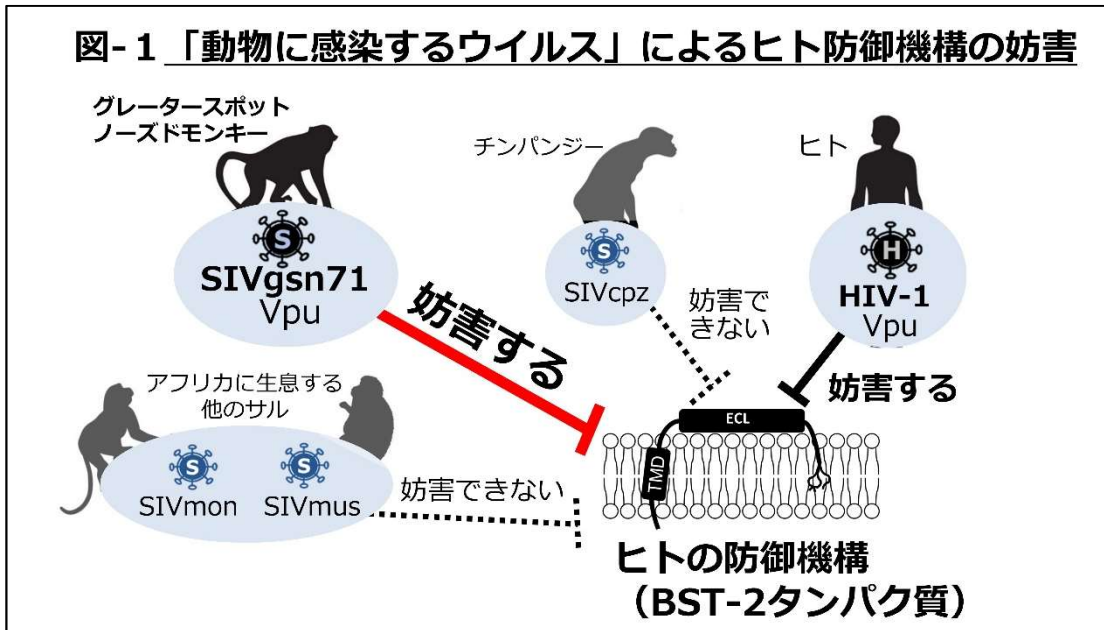 図-1 「動物に感染するウイルス」によるヒト防御機構の妨害
グレータースポット
ノーズドモンキー
S
SIVgsn71
Vpu
チンパンジー
S
SIVcpz
ヒト
H
HIV-1
Vpu
妨害する
妨害で
きない
妨害する
アフリカに生息する
他のサル
S
SIVmon
S
SIVmus
妨害できない
ECL
TMD
ヒトの防御機構
（BST-2タンパク質）